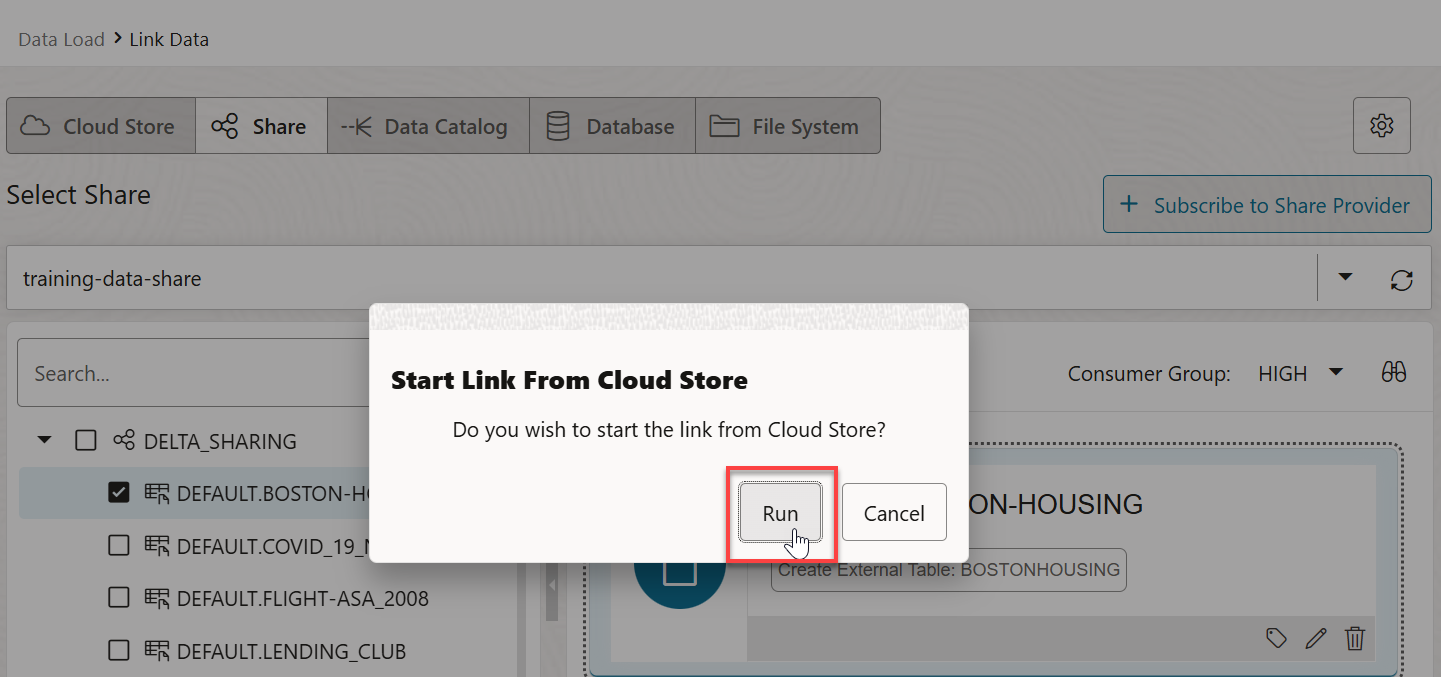 Data Load > Link Data
Cloud Store Share Data Catalog Database File System
Select Share
+ Subscribe to Share Provider
training-data-share
Search...
Consumer Group: HIGH
Start Link From Cloud Store
Do you wish to start the link from Cloud Store?
Run Cancel
DELTA_SHARING
DEFAULT.BOSTON-H
DEFAULT.COVID_19_
DEFAULT.FLIGHT-ASA_2008
DEFAULT.LENDING_CLUB
ON-HOUSING
Create External Table: BOSTONHOUSING